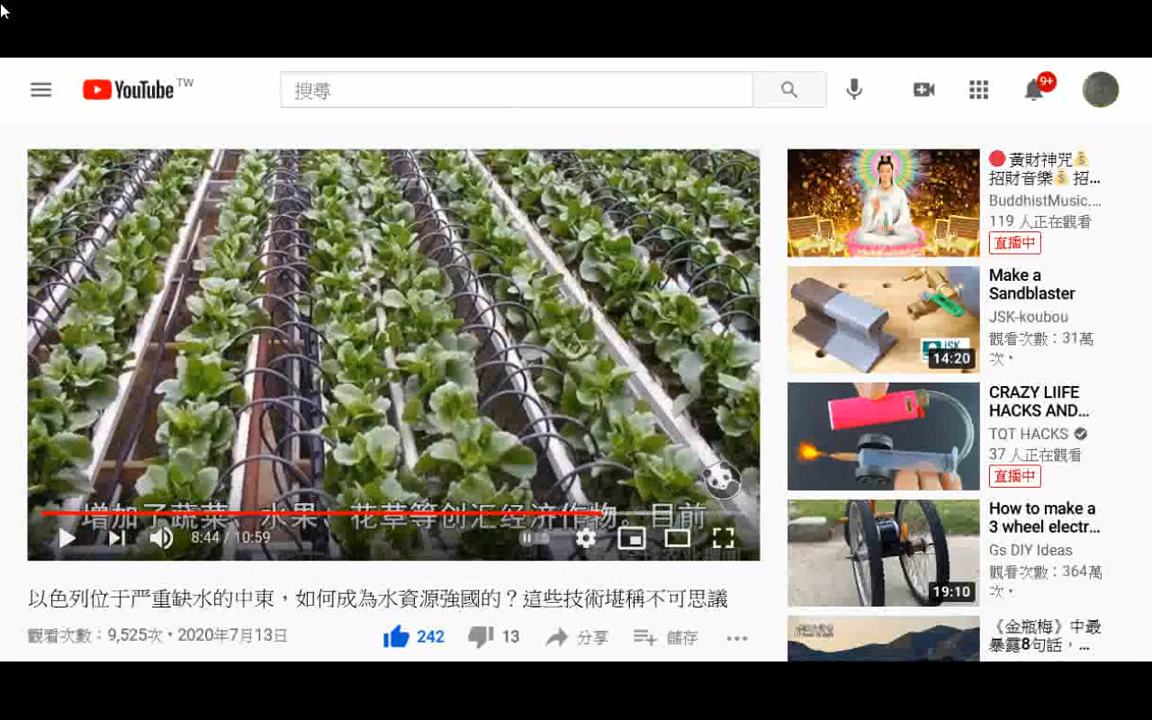 YouTube TW
搜尋
9+
增加了蔬菜、水果、花草等创汇经济作物。目前
8:44 / 10:59
以色列位于严重缺水的中東，如何成為水資源強國的？這些技術堪稱不可思議
觀看次數：9,525次 • 2020年7月13日
242
13
分享
儲存
黃財神咒
招財音樂 招...
BuddhistMusic....
119 人正在觀看
直播中
JSK
14:20
Make a
Sandblaster
JSK-koubou
觀看次數：31萬
次 •
CRAZY LIIFE
HACKS AND...
TQT HACKS
37 人正在觀看
直播中
19:10
How to make a
3 wheel electr...
Gs DIY Ideas
觀看次數：364萬
次 •
《金瓶梅》中最
暴露8句話，...